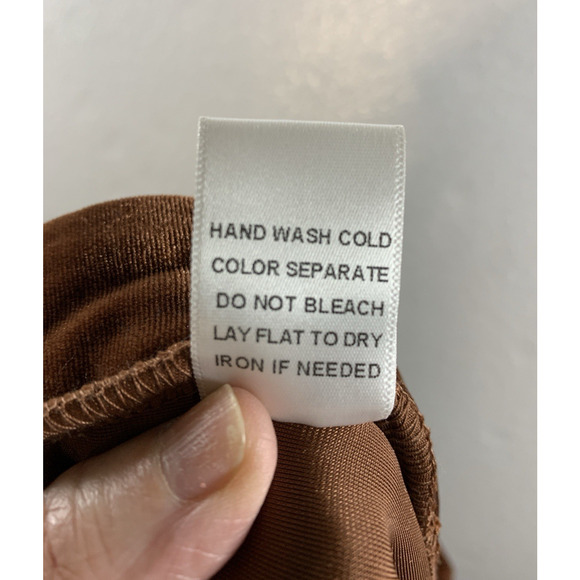 HAND WASH COLD
COLOR SEPARATE
DO NOT BLEACH
LAY FLAT TO DRY
IRON IF NEEDED